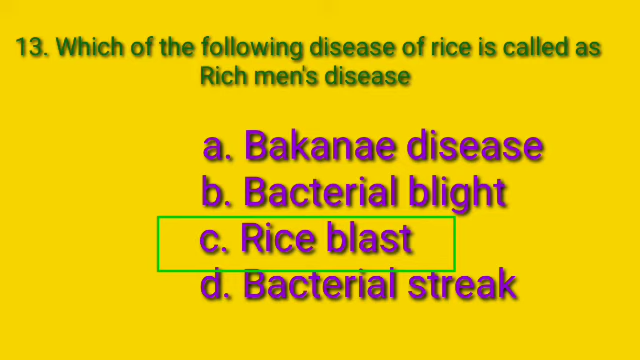 13. Which of the following disease of rice is called as
Rich men's disease
a. Bakanae disease
b. Bacterial blight
c. Rice blast
d. Bacterial streak